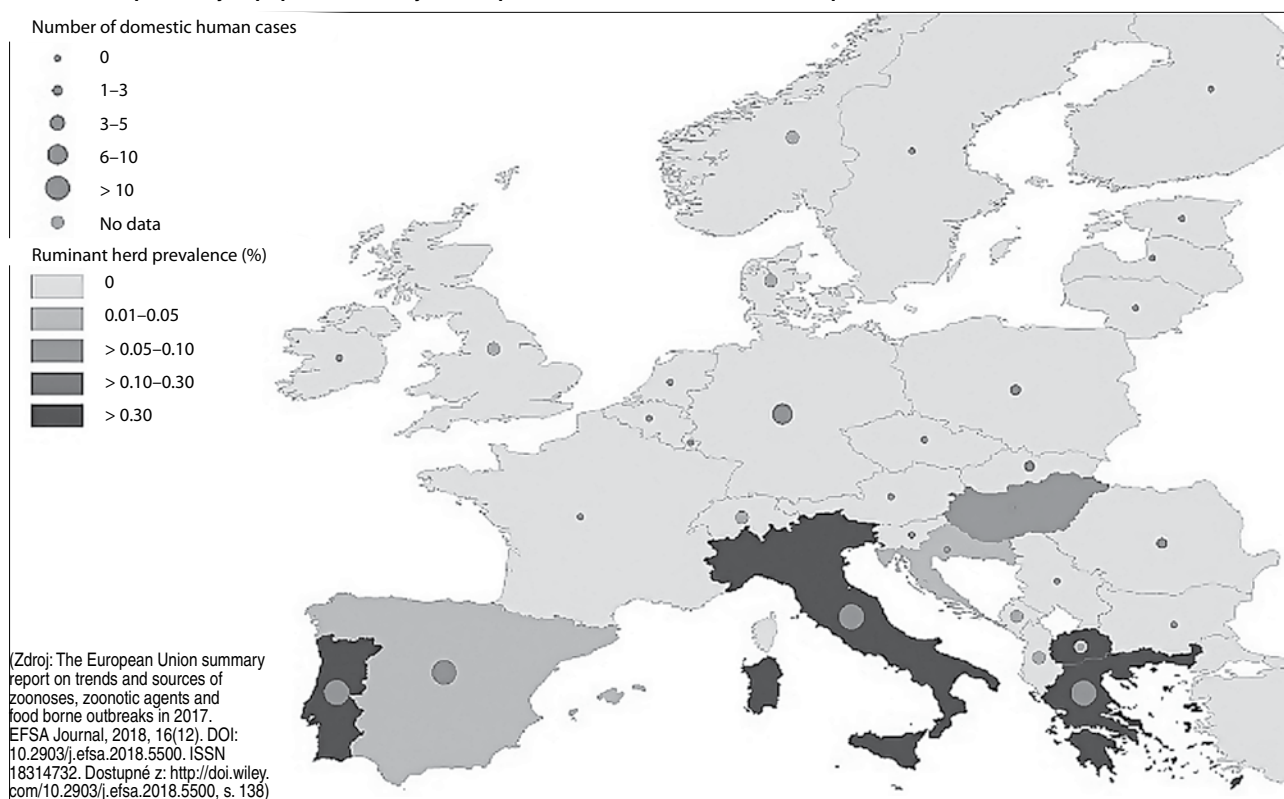 Number of domestic human cases
0
1–3
3–5
6–10
> 10
No data
Ruminant herd prevalence (%)
0
0.01–0.05
> 0.05–0.10
> 0.10–0.30
> 0.30
(Zdroj: The European Union summary
report on trends and sources of
zoonoses, zoonotic agents and
food borne outbreaks in 2017.
EFSA Journal, 2018, 16(12). DOI:
10.2903/j.efsa.2018.5500. ISSN
18314732. Dostupné z: http://doi.wiley.
com/10.2903/j.efsa.2018.5500, s. 138)